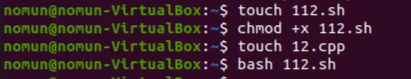 nomun@nomun-VirtualBox:~$ touch 112.sh
nomun@nomun-VirtualBox:~$ chmod +x 112.sh
nomun@nomun-VirtualBox:~$ touch 12.cpp
nomun@nomun-VirtualBox:~$ bash 112.sh